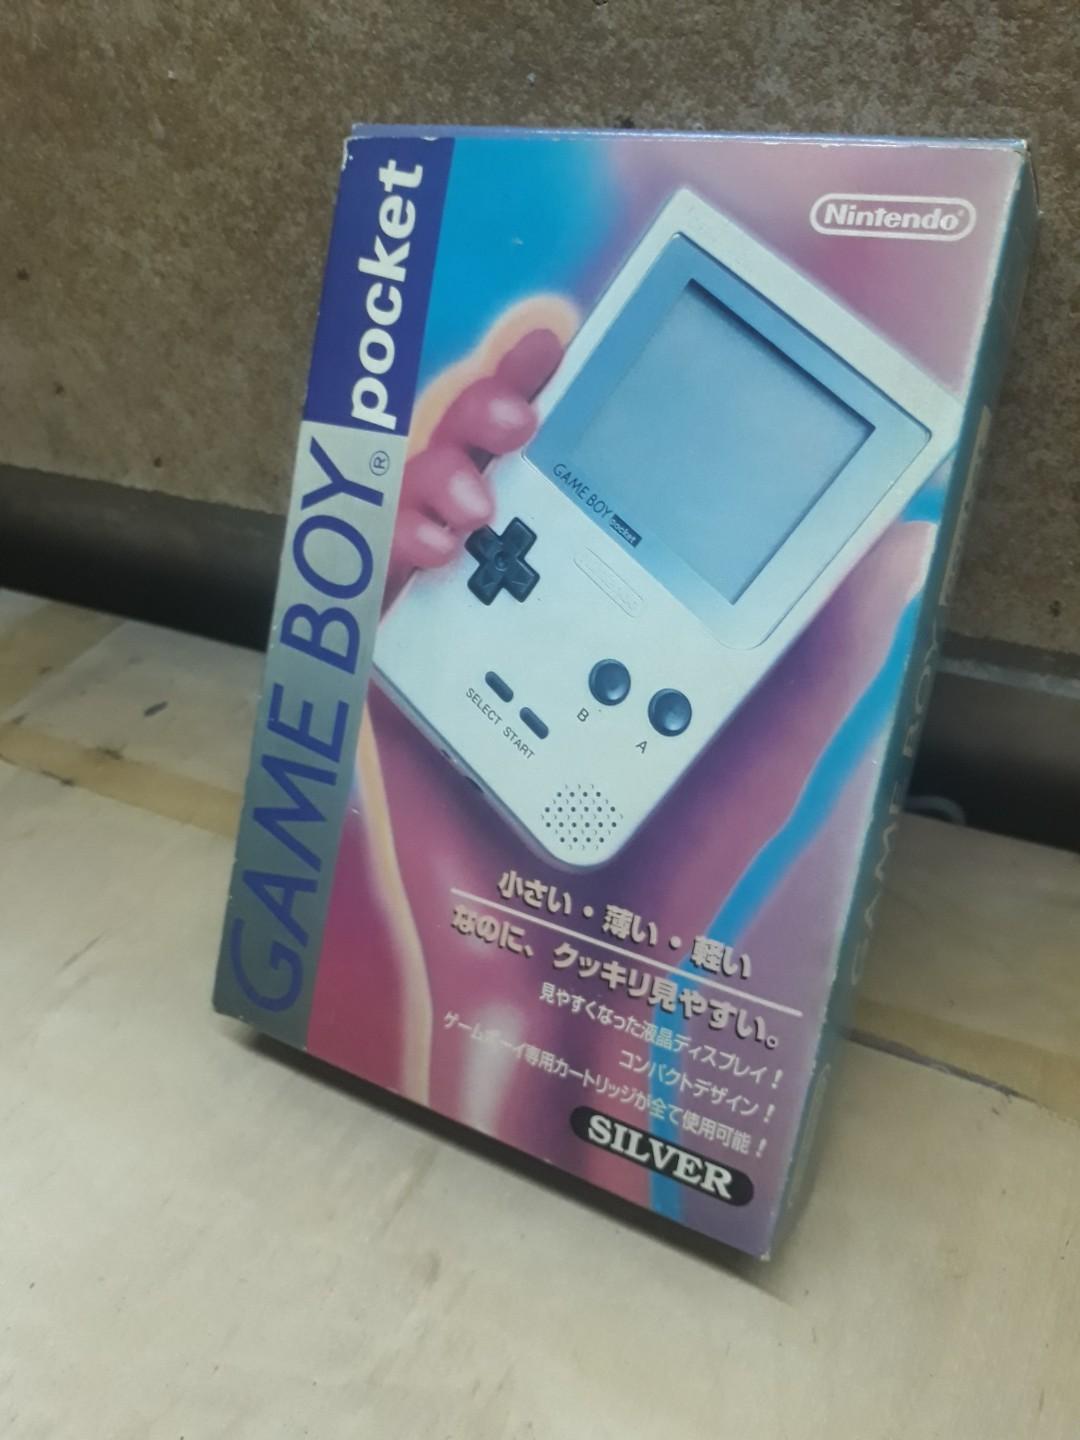 GAME BOY® pocket
Nintendo®
GAME BOY pocket
Nintendo
SELECT START
B A
小さい・薄い・軽い
なのに、クッキリ見やすい。
見やすくなった液晶ディスプレイ!
コンパクトデザイン!
ゲームボーイ専用カートリッジが全て使用可能!
SILVER
GAME BOY